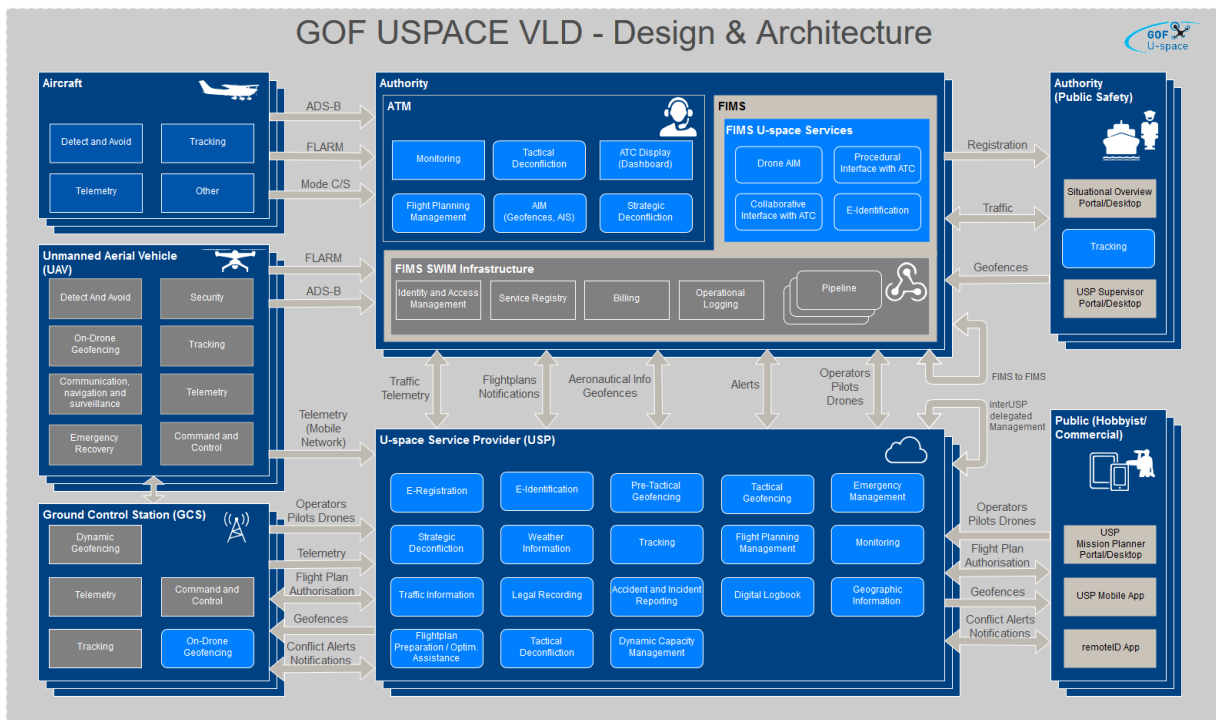 GOF USPACE VLD - Design & Architecture
GOF
U-space
Aircraft
Detect and Avoid
Tracking
Telemetry
Other
ADS-B
FLARM
Mode C/S
Authority
ATM
Monitoring
Tactical
Deconfliction
ATC Display
(Dashboard)
Flight Planning
Management
AIM
(Geofences, AIS)
Strategic
Deconfliction
FIMS
FIMS U-space Services
Drone AIM
Procedural
Interface with ATC
Collaborative
Interface with ATC
E-Identification
FIMS SWIM Infrastructure
Identity and Access
Management
Service Registry
Billing
Operational
Logging
Pipeline
Registration
Traffic
Geofences
Authority
(Public Safety)
Situational Overview
Portal/Desktop
Tracking
USP Supervisor
Portal/Desktop
Unmanned Aerial Vehicle
(UAV)
Detect And Avoid
Security
On-Drone
Geofencing
Tracking
Communication,
navigation and
surveillance
Telemetry
Emergency
Recovery
Command and
Control
FLARM
ADS-B
Telemetry
(Mobile
Network)
Traffic
Telemetry
Flightplans
Notifications
Aeronautical Info
Geofences
Alerts
Operators
Pilots
Drones
FIMS to FIMS
interUSP
delegated
Management
U-space Service Provider (USP)
E-Registration
E-Identification
Pre-Tactical
Geofencing
Tactical
Geofencing
Emergency
Management
Strategic
Deconfliction
Weather
Information
Tracking
Flight Planning
Management
Monitoring
Traffic Information
Legal Recording
Accident and Incident
Reporting
Digital Logbook
Geographic
Information
Flightplan
Preparation / Optim.
Assistance
Tactical
Deconfliction
Dynamic Capacity
Management
Ground Control Station (GCS)
Dynamic
Geofencing
Telemetry
Command and
Control
Tracking
On-Drone
Geofencing
Operators
Pilots Drones
Telemetry
Flight Plan
Authorisation
Geofences
Conflict Alerts
Notifications
Operators
Pilots Drones
Flight Plan
Authorisation
Geofences
Conflict Alerts
Notifications
Public (Hobbyist/
Commercial)
USP
Mission Planner
Portal/Desktop
USP Mobile App
remoteID App